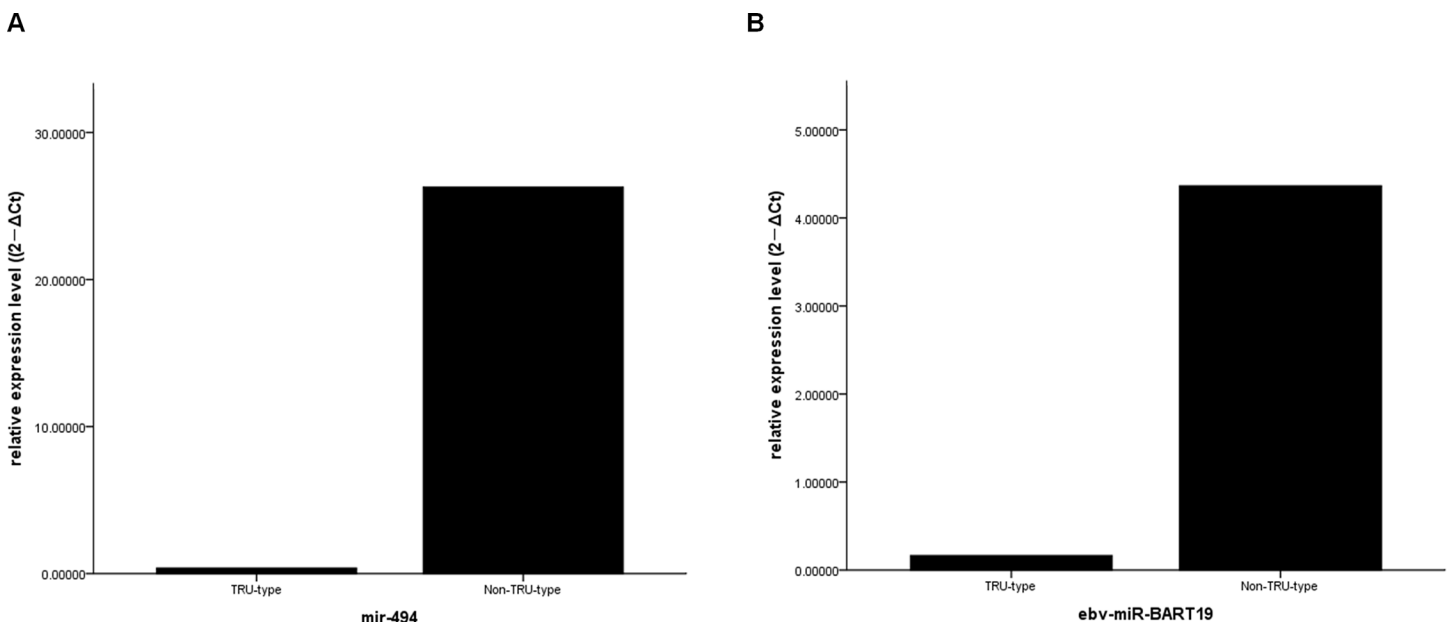 A
relative expression level ((2−ΔCt)
30.00000
20.00000
10.00000
0.00000
TRU-type
Non-TRU-type
mir-494
B
relative expression level (2−ΔCt)
5.00000
4.00000
3.00000
2.00000
1.00000
0.00000
TRU-type
Non-TRU-type
ebv-miR-BART19